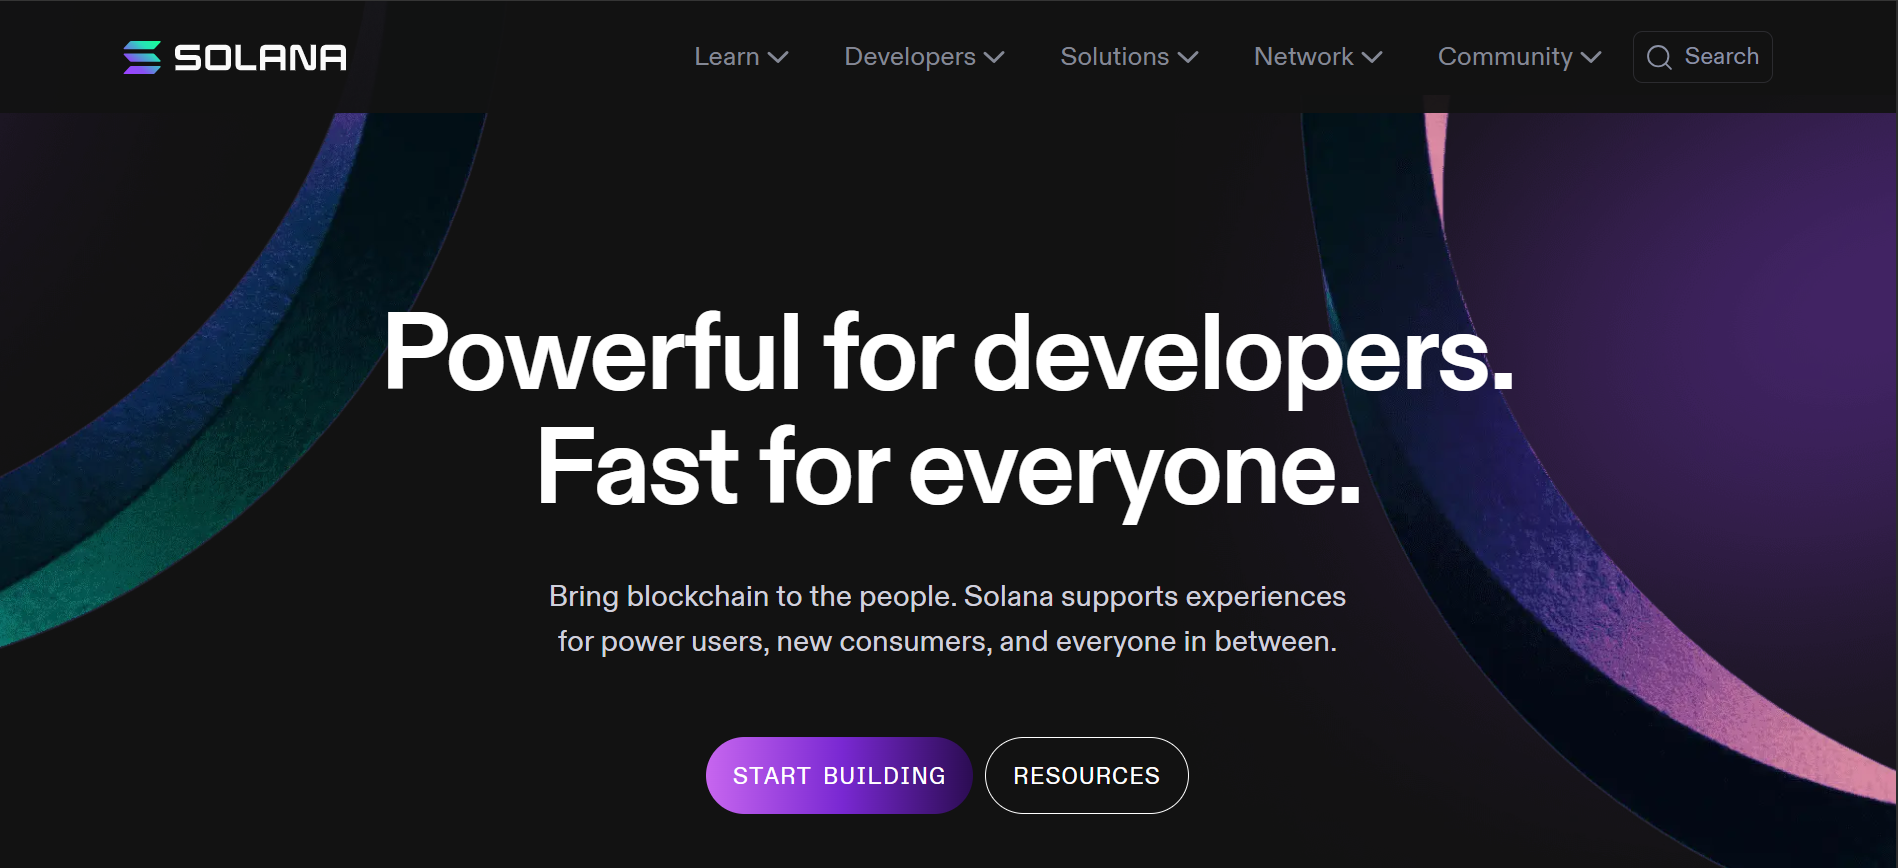 SOLANA
Learn
Developers
Solutions
Network
Community
Search
Powerful for developers.
Fast for everyone.
Bring blockchain to the people. Solana supports experiences
for power users, new consumers, and everyone in between.
START BUILDING
RESOURCES